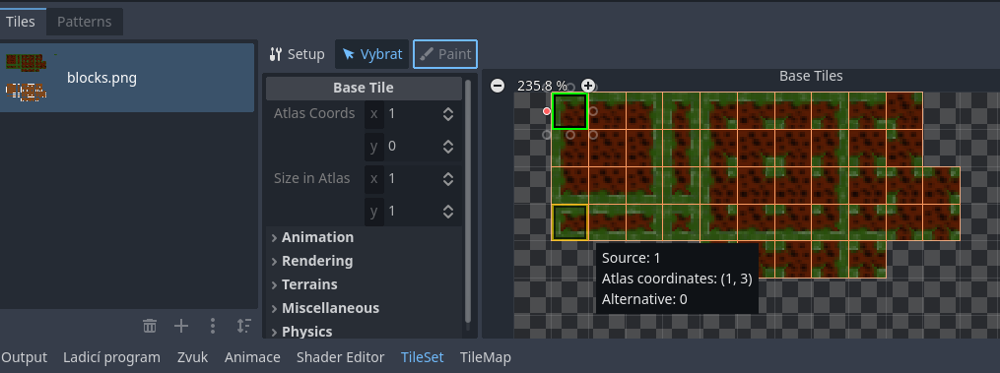 Tiles Patterns
blocks.png
Setup Vybrat Paint
Base Tile
Atlas Coords x 1
y 0
Size in Atlas x 1
y 1
Animation
Rendering
Terrains
Miscellaneous
Physics
Base Tiles
235.8 %
Source: 1
Atlas coordinates: (1, 3)
Alternative: 0
Output Ladicí program Zvuk Animace Shader Editor TileSet TileMap